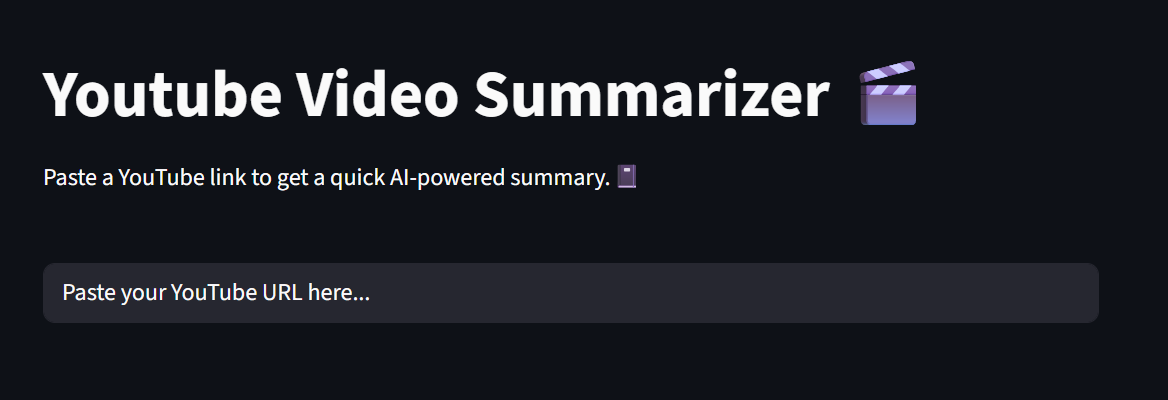 Youtube Video Summarizer 🎬
Paste a YouTube link to get a quick AI-powered summary. 📓
Paste your YouTube URL here...